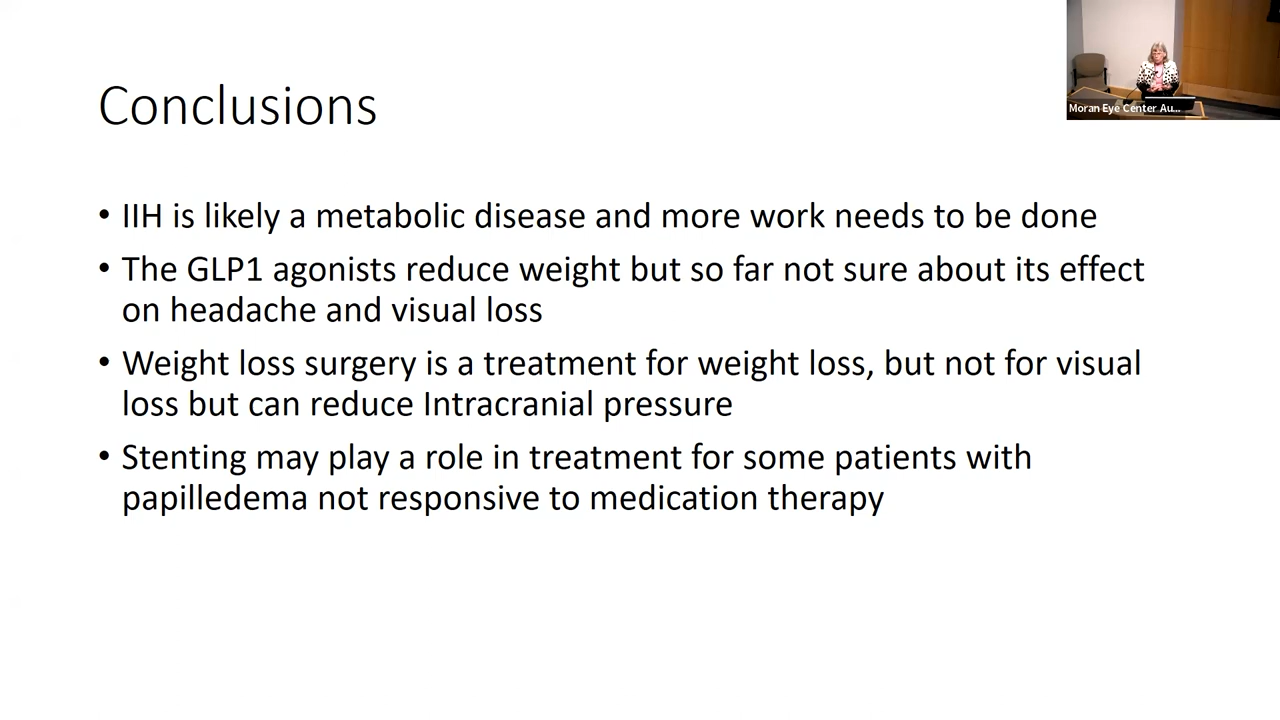 Moran Eye Center Au...
Conclusions
• IIH is likely a metabolic disease and more work needs to be done
• The GLP1 agonists reduce weight but so far not sure about its effect
on headache and visual loss
• Weight loss surgery is a treatment for weight loss, but not for visual
loss but can reduce Intracranial pressure
• Stenting may play a role in treatment for some patients with
papilledema not responsive to medication therapy